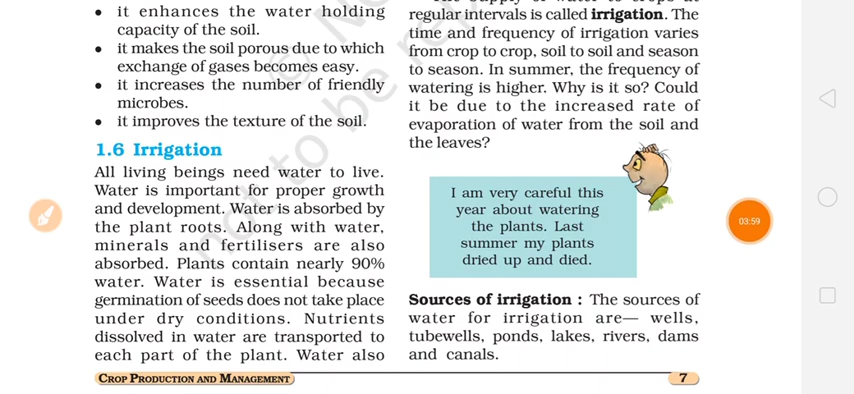 • it enhances the water holding
capacity of the soil.
• it makes the soil porous due to which
exchange of gases becomes easy.
• it increases the number of friendly
microbes.
• it improves the texture of the soil.
1.6 Irrigation
All living beings need water to live.
Water is important for proper growth
and development. Water is absorbed by
the plant roots. Along with water,
minerals and fertilisers are also
absorbed. Plants contain nearly 90%
water. Water is essential because
germination of seeds does not take place
under dry conditions. Nutrients
dissolved in water are transported to
each part of the plant. Water also
regular intervals is called irrigation. The
time and frequency of irrigation varies
from crop to crop, soil to soil and season
to season. In summer, the frequency of
watering is higher. Why is it so? Could
it be due to the increased rate of
evaporation of water from the soil and
the leaves?
I am very careful this
year about watering
the plants. Last
summer my plants
dried up and died.
Sources of irrigation : The sources of
water for irrigation are— wells,
tubewells, ponds, lakes, rivers, dams
and canals.
CROP PRODUCTION AND MANAGEMENT
7
03:59
not to be re